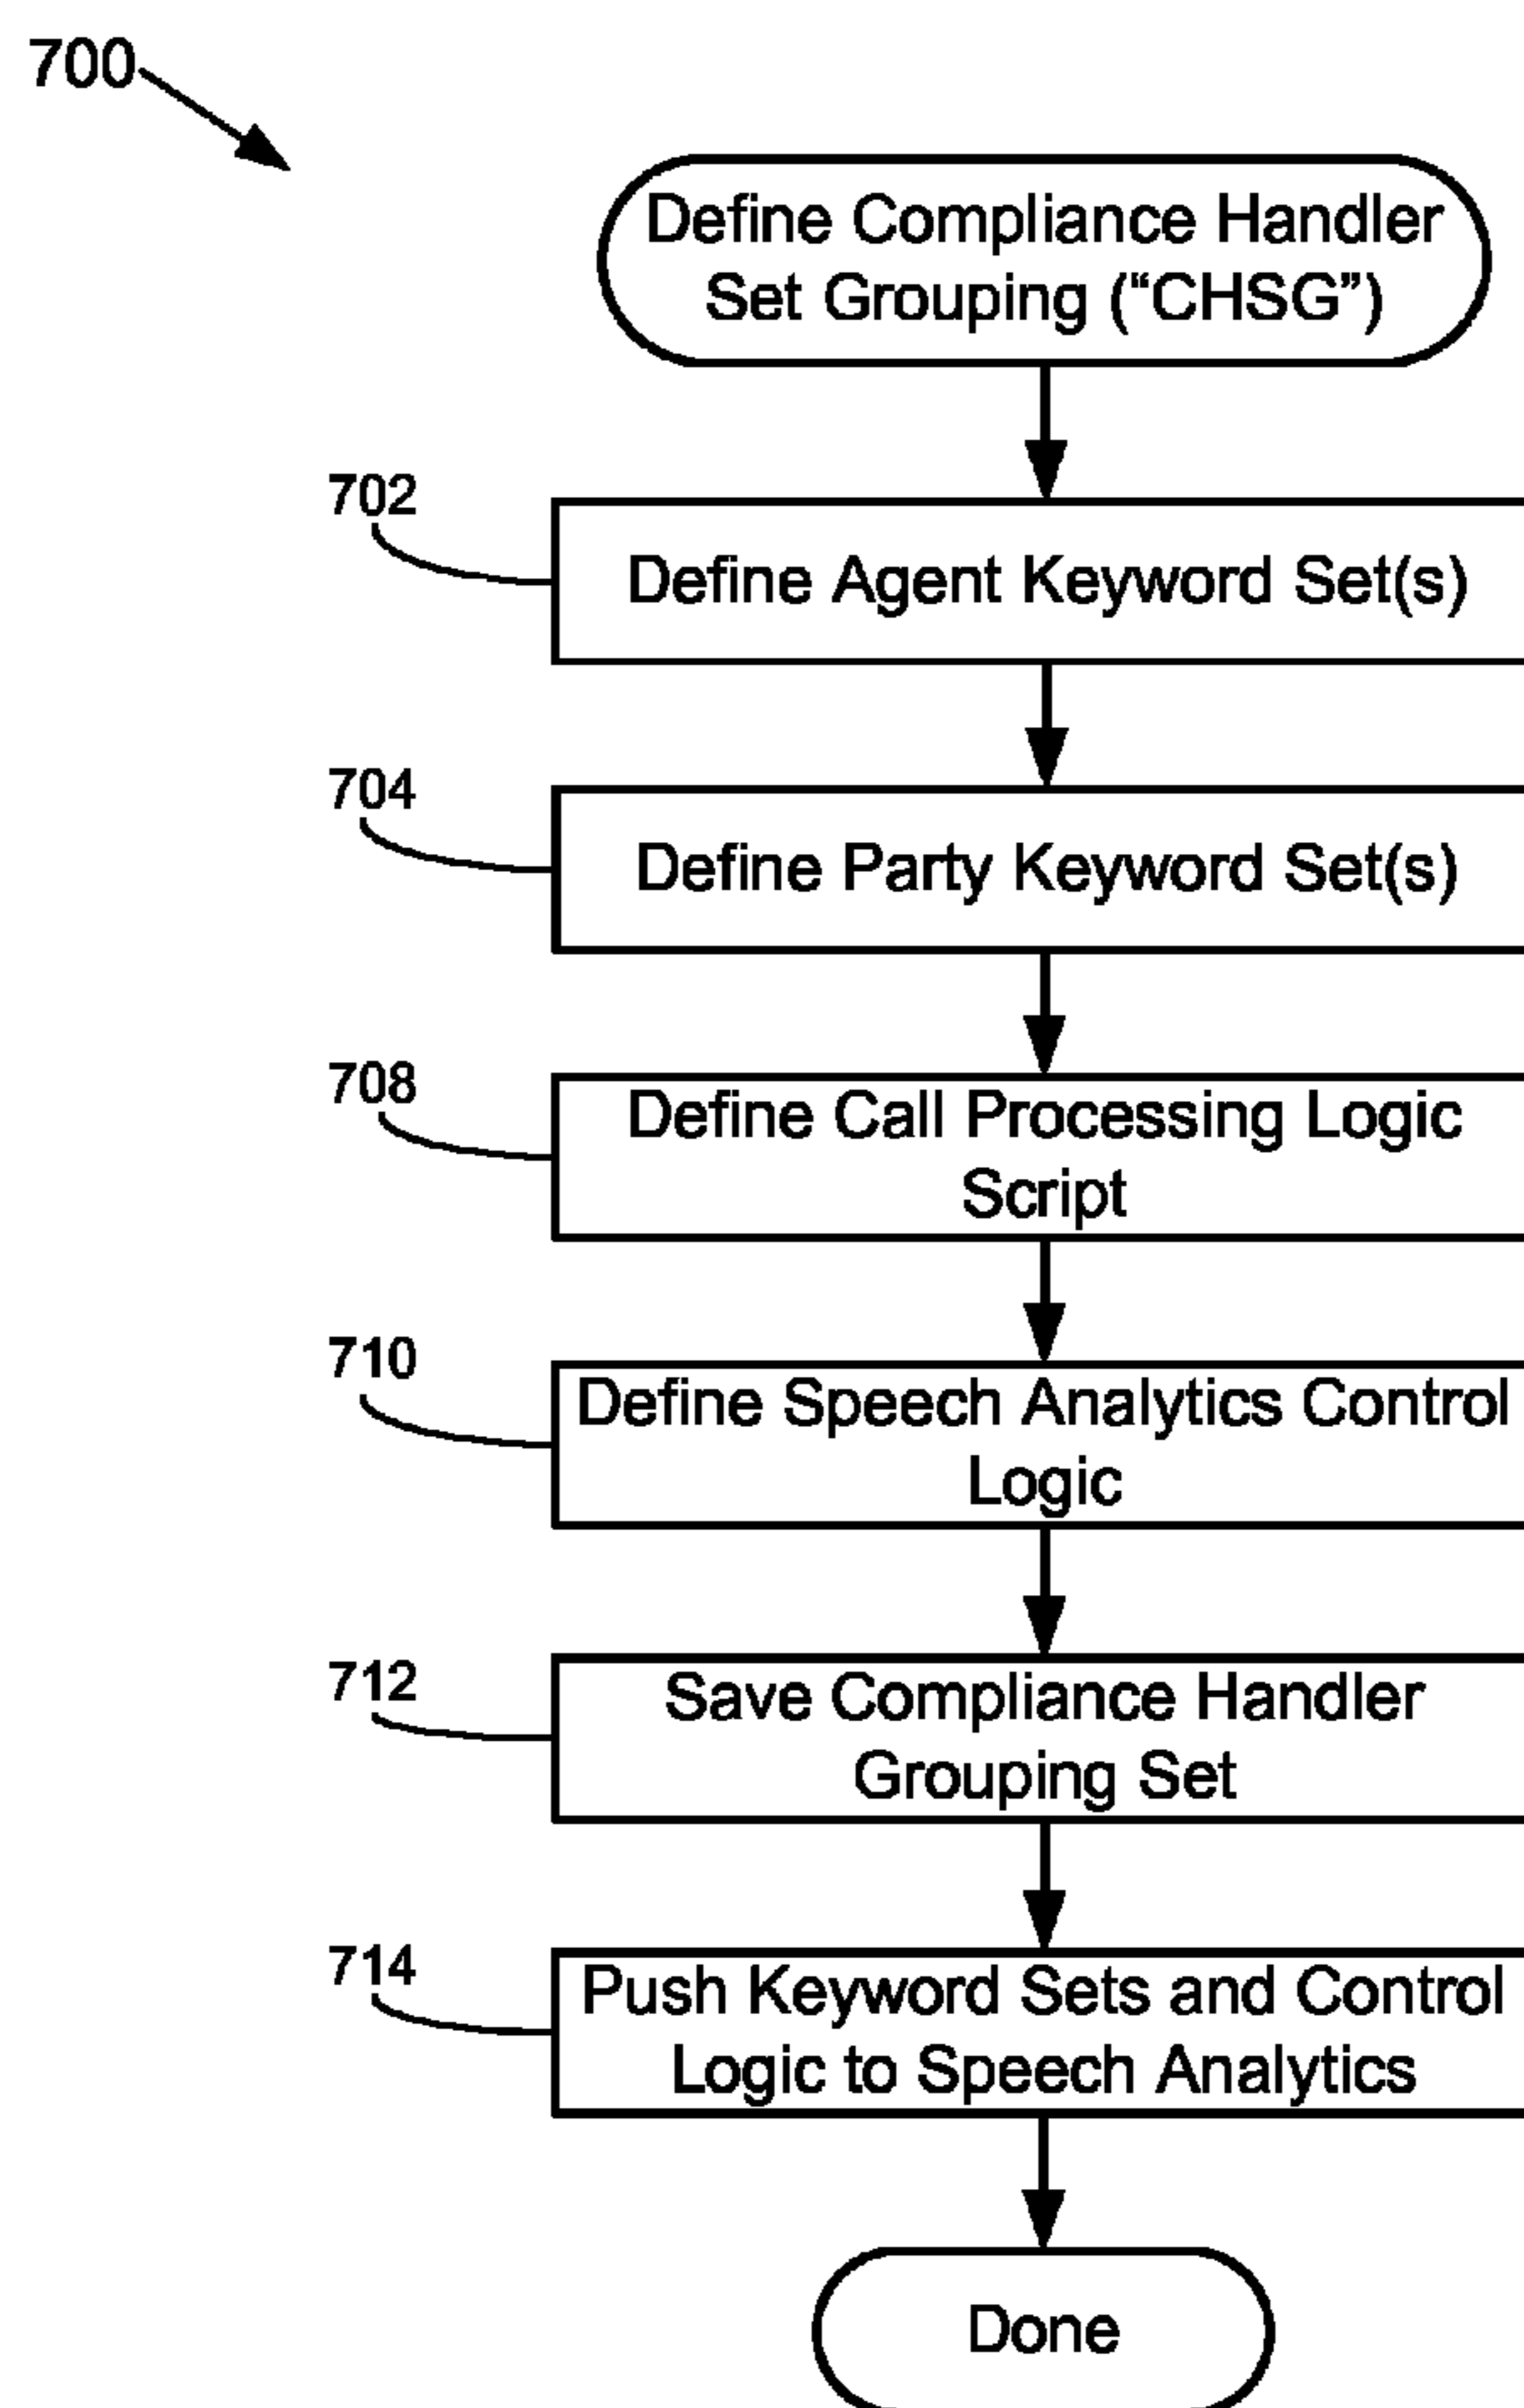 700
Define Compliance Handler
Set Grouping (“CHSG”)
702
Define Agent Keyword Set(s)
704
Define Party Keyword Set(s)
708
Define Call Processing Logic
Script
710
Define Speech Analytics Control
Logic
712
Save Compliance Handler
Grouping Set
714
Push Keyword Sets and Control
Logic to Speech Analytics
Done